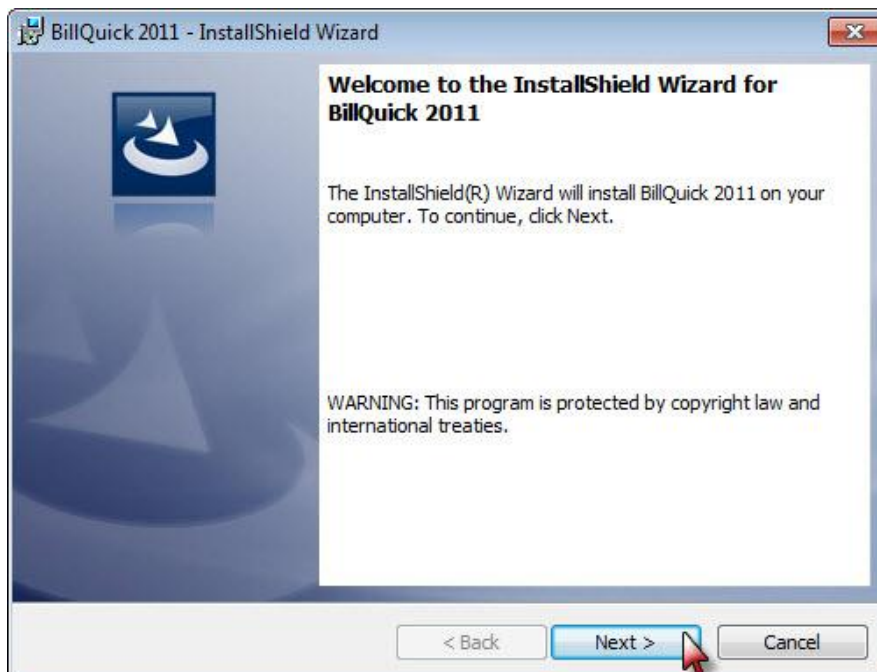 BillQuick 2011 - InstallShield Wizard
Welcome to the InstallShield Wizard for
BillQuick 2011
The InstallShield(R) Wizard will install BillQuick 2011 on your
computer. To continue, click Next.
WARNING: This program is protected by copyright law and
international treaties.
< Back Next > Cancel